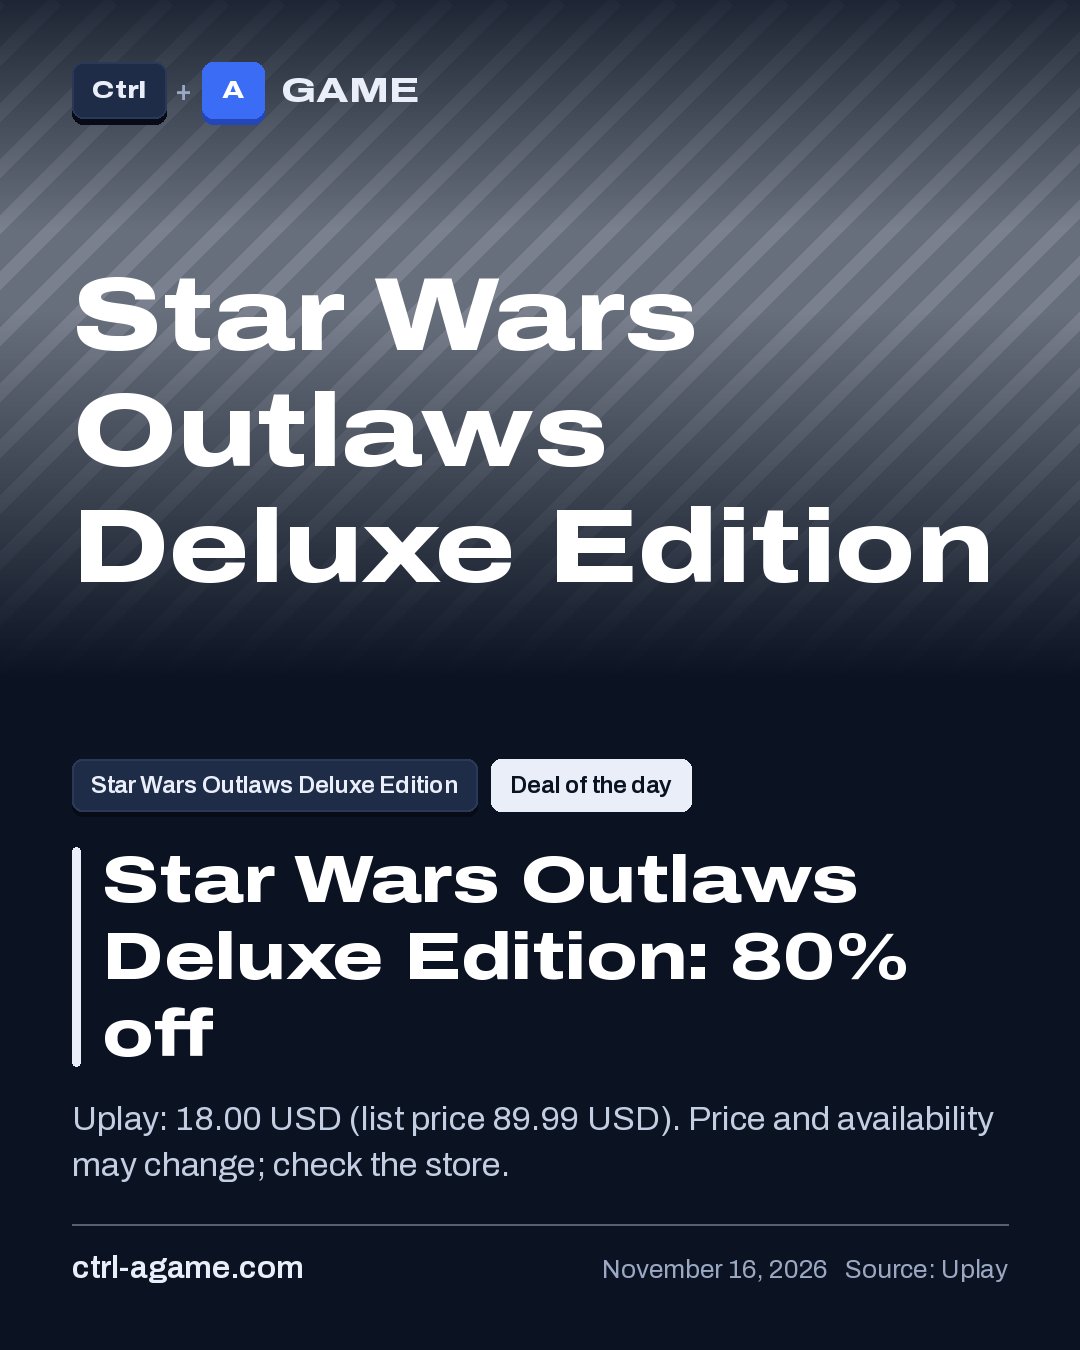 Ctrl + A GAME
Star Wars
Outlaws
Deluxe Edition
Star Wars Outlaws Deluxe Edition Deal of the day
Star Wars Outlaws
Deluxe Edition: 80%
off
Uplay: 18.00 USD (list price 89.99 USD). Price and availability
may change; check the store.
ctrl-agame.com November 16, 2026 Source: Uplay